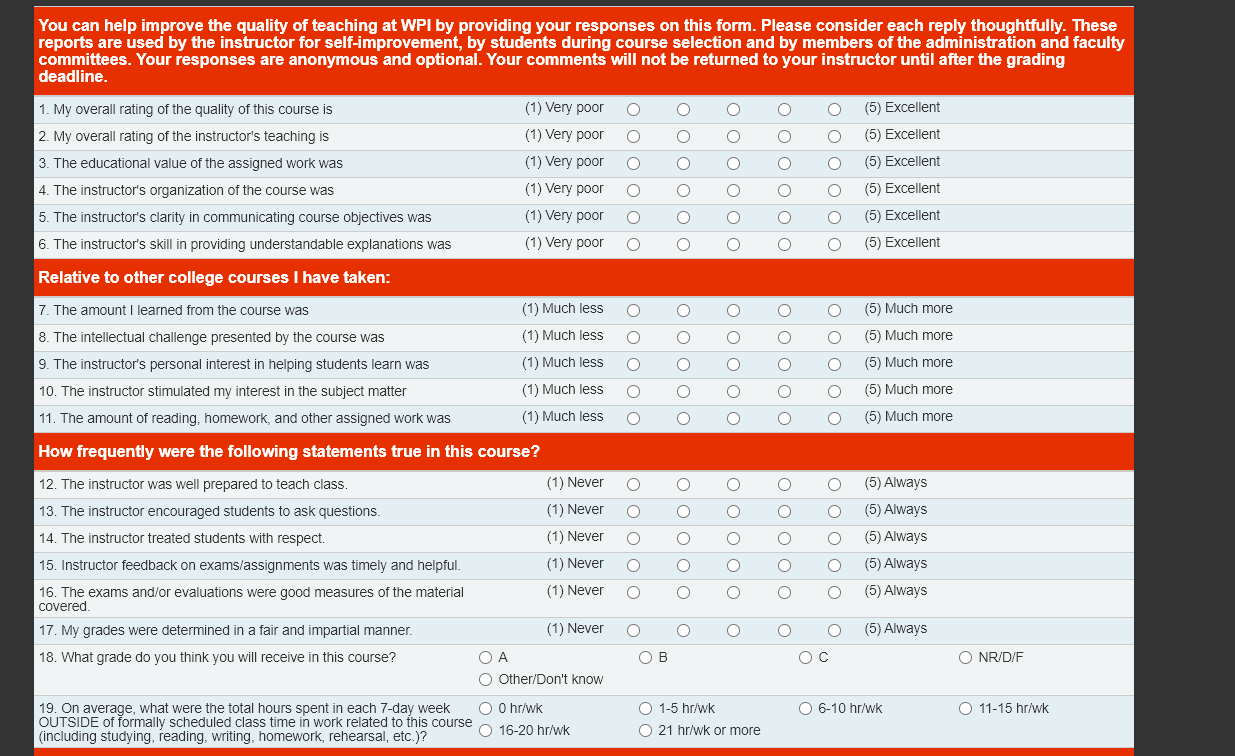 You can help improve the quality of teaching at WPI by providing your responses on this form. Please consider each reply thoughtfully. These
reports are used by the instructor for self-improvement, by students during course selection and by members of the administration and faculty
committees. Your responses are anonymous and optional. Your comments will not be returned to your instructor until after the grading
deadline.
1. My overall rating of the quality of this course is (1) Very poor (5) Excellent
2. My overall rating of the instructor's teaching is (1) Very poor (5) Excellent
3. The educational value of the assigned work was (1) Very poor (5) Excellent
4. The instructor's organization of the course was (1) Very poor (5) Excellent
5. The instructor's clarity in communicating course objectives was (1) Very poor (5) Excellent
6. The instructor's skill in providing understandable explanations was (1) Very poor (5) Excellent
Relative to other college courses I have taken:
7. The amount I learned from the course was (1) Much less (5) Much more
8. The intellectual challenge presented by the course was (1) Much less (5) Much more
9. The instructor's personal interest in helping students learn was (1) Much less (5) Much more
10. The instructor stimulated my interest in the subject matter (1) Much less (5) Much more
11. The amount of reading, homework, and other assigned work was (1) Much less (5) Much more
How frequently were the following statements true in this course?
12. The instructor was well prepared to teach class. (1) Never (5) Always
13. The instructor encouraged students to ask questions. (1) Never (5) Always
14. The instructor treated students with respect. (1) Never (5) Always
15. Instructor feedback on exams/assignments was timely and helpful. (1) Never (5) Always
16. The exams and/or evaluations were good measures of the material (1) Never (5) Always
covered.
17. My grades were determined in a fair and impartial manner. (1) Never (5) Always
18. What grade do you think you will receive in this course? A B C NR/D/F
Other/Don't know
19. On average, what were the total hours spent in each 7-day week 0 hr/wk 1-5 hr/wk 6-10 hr/wk 11-15 hr/wk
OUTSIDE of formally scheduled class time in work related to this course
(including studying, reading, writing, homework, rehearsal, etc.)? 16-20 hr/wk 21 hr/wk or more